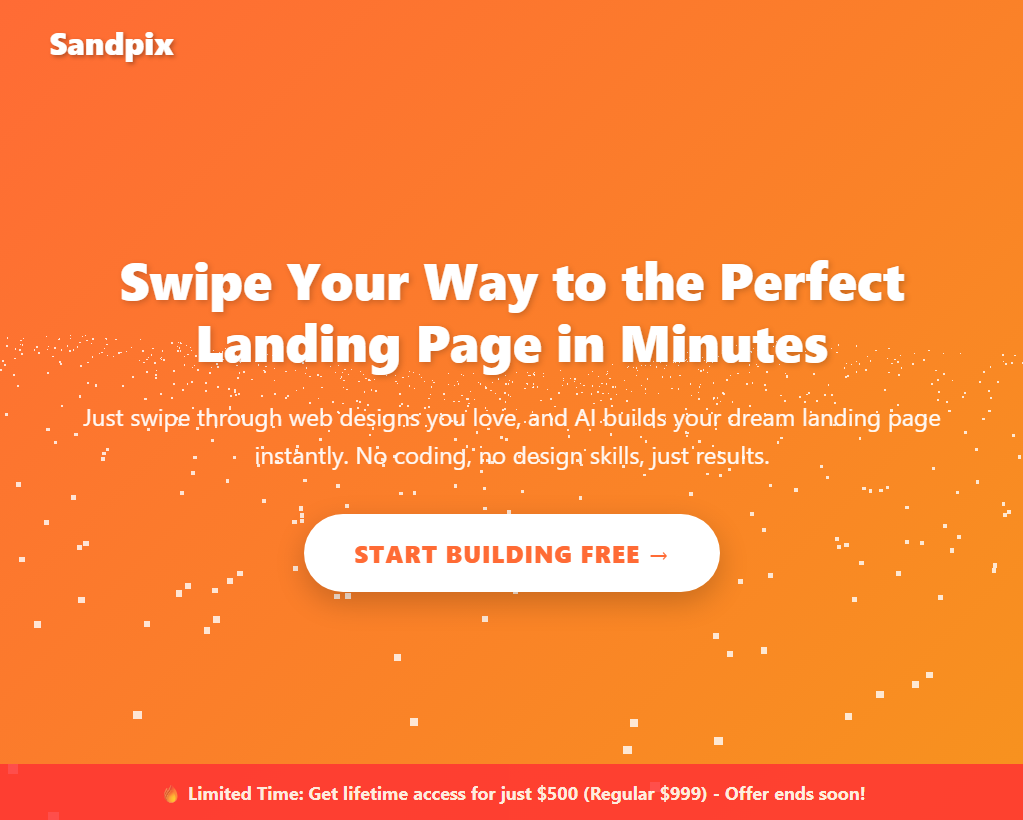 Sandpix
Swipe Your Way to the Perfect
Landing Page in Minutes
Just swipe through web designs you love, and AI builds your dream landing page
instantly. No coding, no design skills, just results.
START BUILDING FREE →
🔥 Limited Time: Get lifetime access for just $500 (Regular $999) - Offer ends soon!